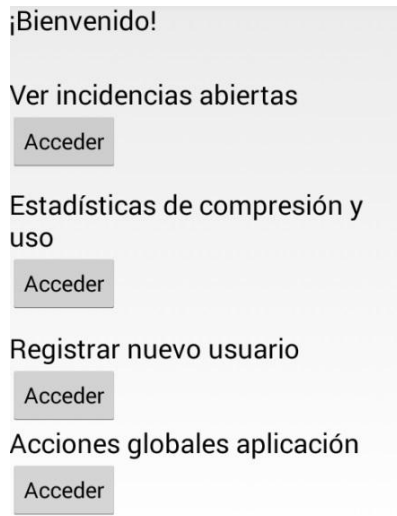 ¡Bienvenido!
Ver incidencias abiertas
Acceder
Estadísticas de compresión y
uso
Acceder
Registrar nuevo usuario
Acceder
Acciones globales aplicación
Acceder